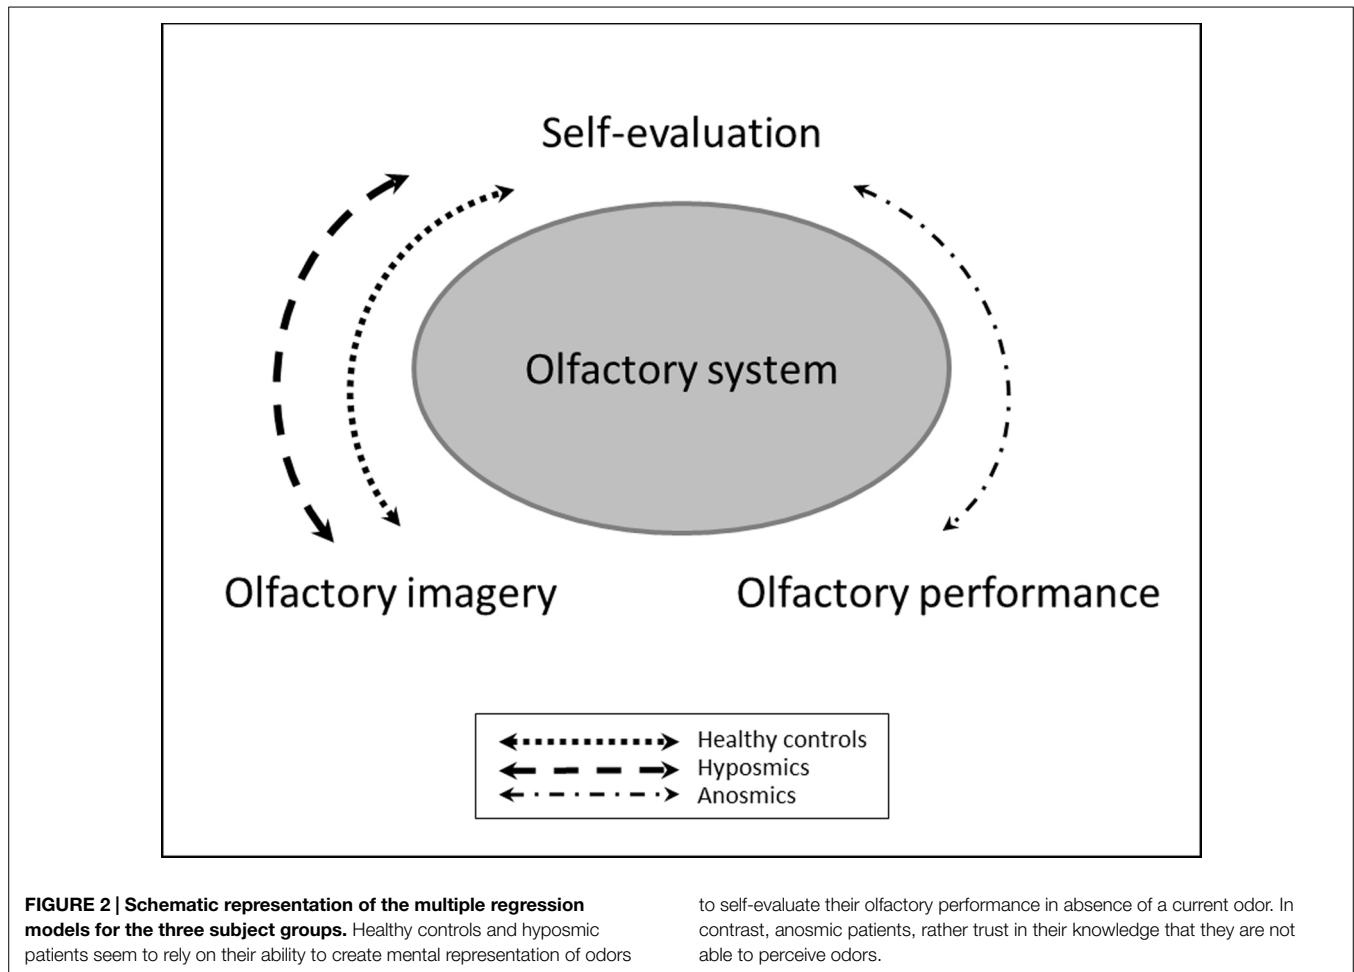 Self-evaluation
Olfactory system
Olfactory imagery
Olfactory performance
Healthy controls
Hyposmics
Anosmics
FIGURE 2 | Schematic representation of the multiple regression
models for the three subject groups. Healthy controls and hyposmic
patients seem to rely on their ability to create mental representation of odors
to self-evaluate their olfactory performance in absence of a current odor. In
contrast, anosmic patients, rather trust in their knowledge that they are not
able to perceive odors.